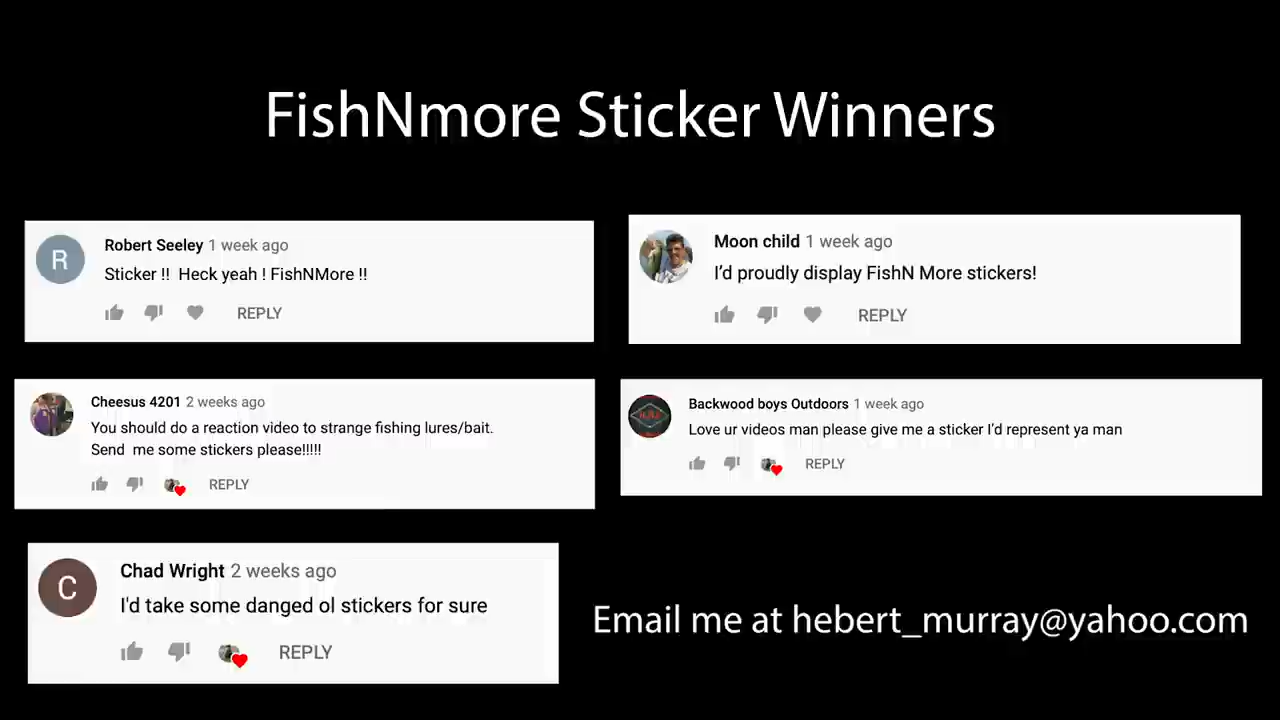 FishNmore Sticker Winners
R
Robert Seeley 1 week ago
Sticker !!  Heck yeah ! FishNMore !!
REPLY
Moon child 1 week ago
I’d proudly display FishN More stickers!
REPLY
Cheesus 4201 2 weeks ago
You should do a reaction video to strange fishing lures/bait.
Send  me some stickers please!!!!!
REPLY
Backwood boys Outdoors 1 week ago
Love ur videos man please give me a sticker I’d represent ya man
REPLY
C
Chad Wright 2 weeks ago
I'd take some danged ol stickers for sure
REPLY
Email me at hebert_murray@yahoo.com